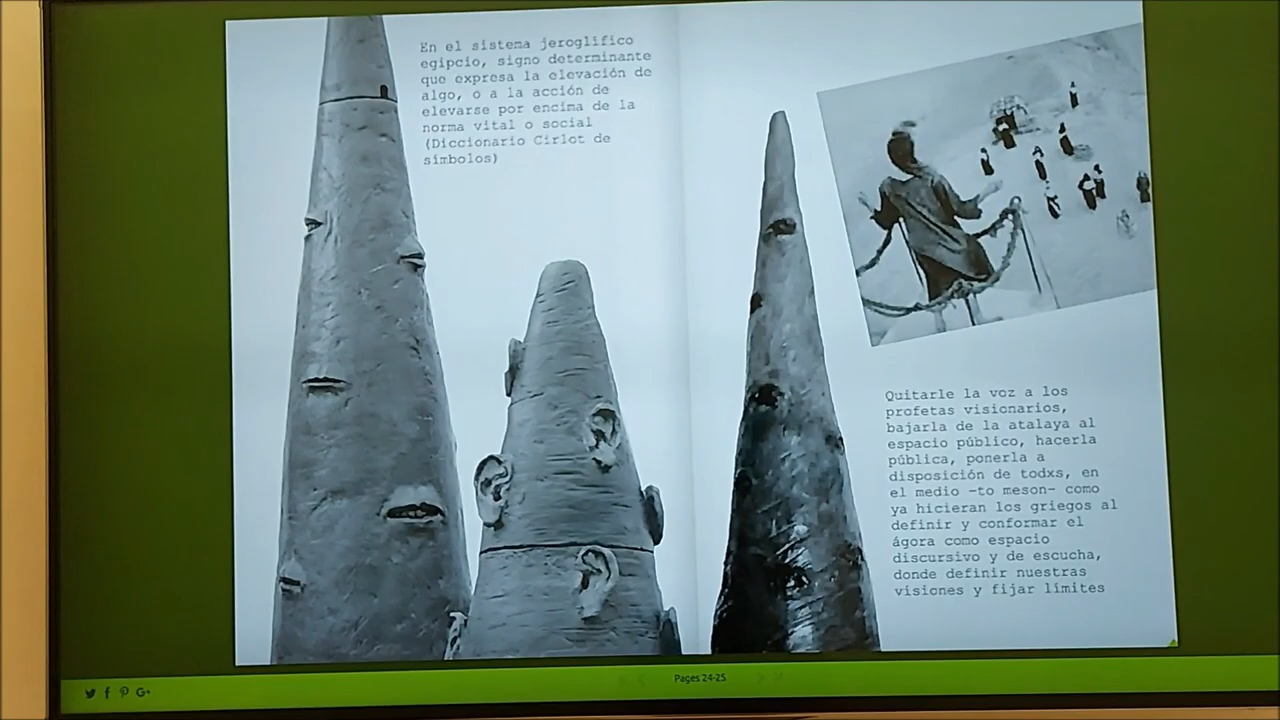 En el sistema jeroglífico
egipcio, signo determinante
que expresa la elevación de
algo, o a la acción de
elevarse por encima de la
norma vital o social
(Diccionario Cirlot de
símbolos)
Quitarle la voz a los
profetas visionarios,
bajarla de la atalaya al
espacio público, hacerla
pública, ponerla a
disposición de todxs, en
el medio –to meson– como
ya hicieran los griegos al
definir y conformar el
ágora como espacio
discursivo y de escucha,
donde definir nuestras
visiones y fijar límites
Pages 24-25
G+